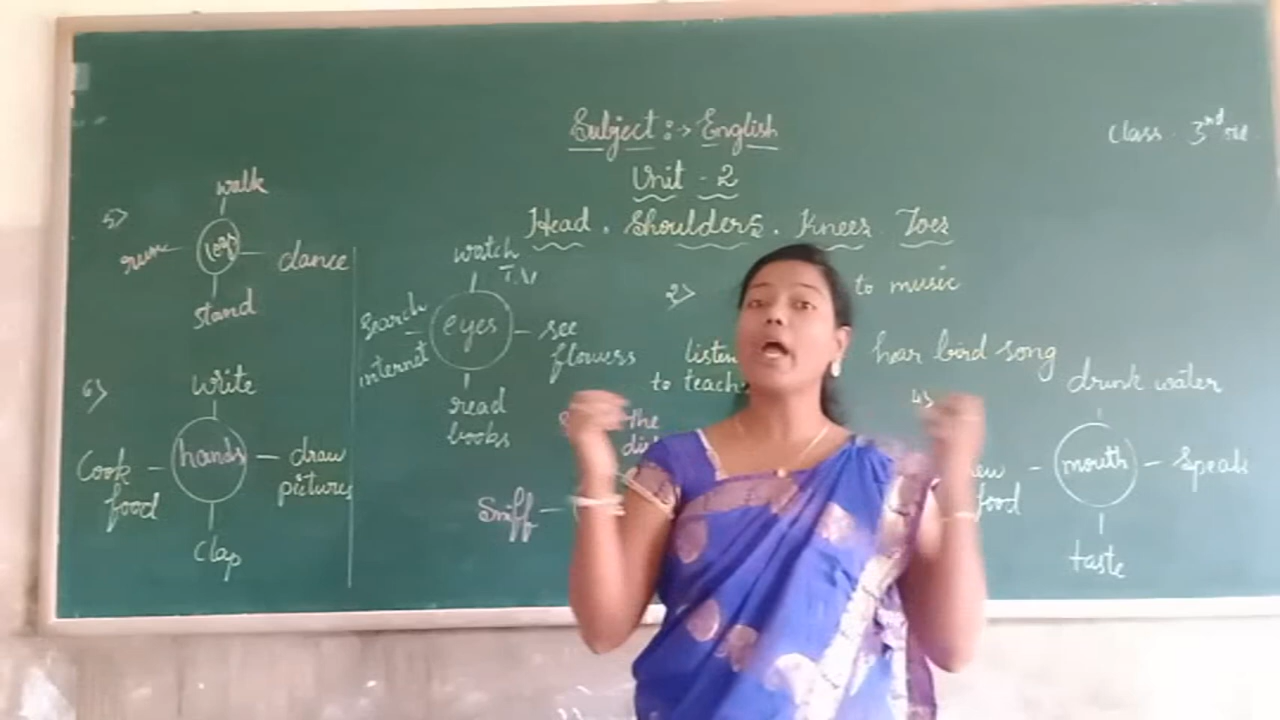 Subject :-> English
Class . 3rd
Unit - 2
Head . Shoulders . Knees Toes
5>
walk
leg
run
dance
stand
6>
write
hands
Cook
food
draw
pictures
clap
watch
T.V
eyes
search
internet
see
flowers
read
books
2>
to music
listen
to teach
hear bird song
the
Sniff
4>
drink water
mouth
food
Speak
taste